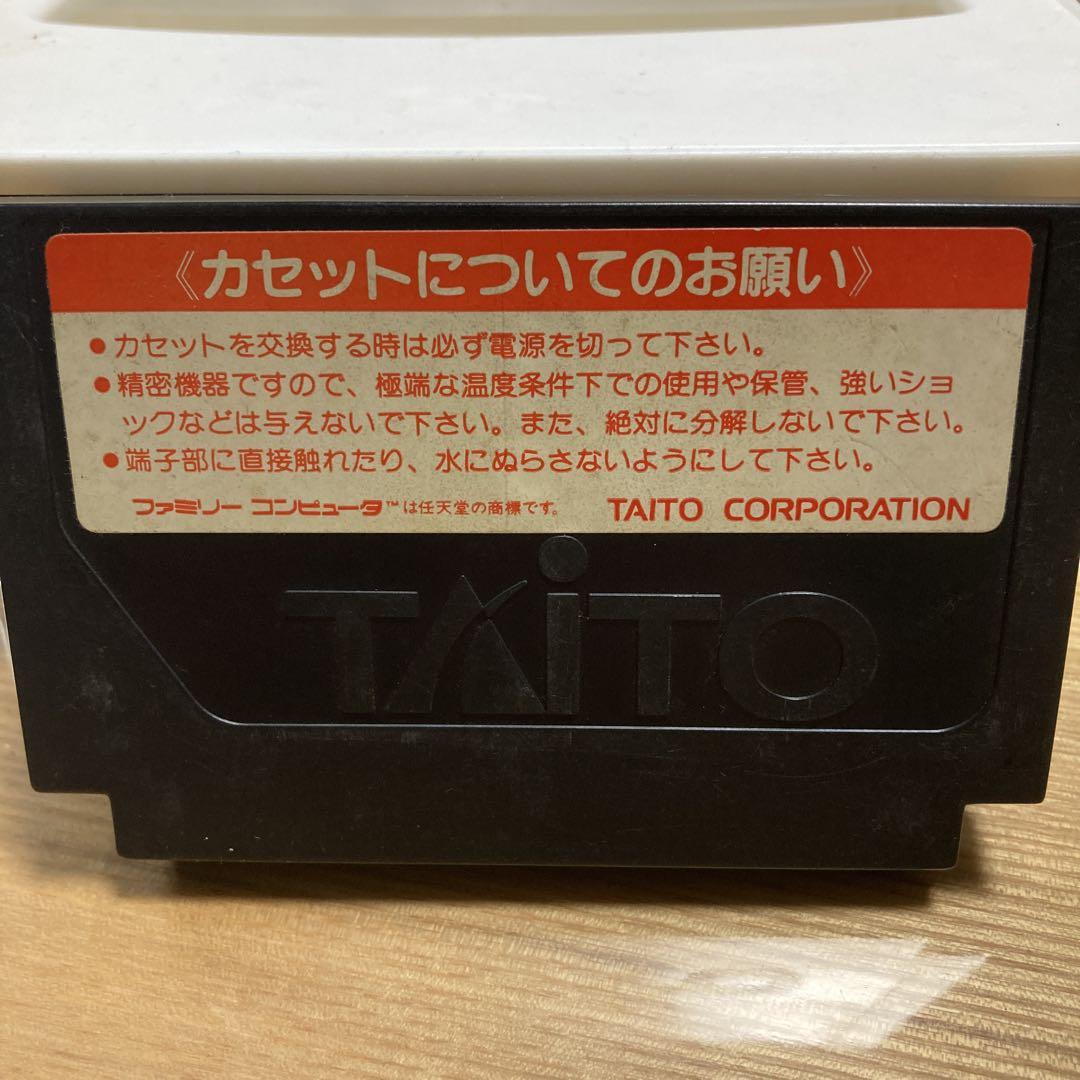 《カセットについてのお願い》
●カセットを交換する時は必ず電源を切って下さい。
●精密機器ですので、極端な温度条件下での使用や保管、強いショ
ックなどは与えないで下さい。また、絶対に分解しないで下さい。
●端子部に直接触れたり、水にぬらさないようにして下さい。
ファミリー コンピュータ™は任天堂の商標です。 TAITO CORPORATION
TAiTO